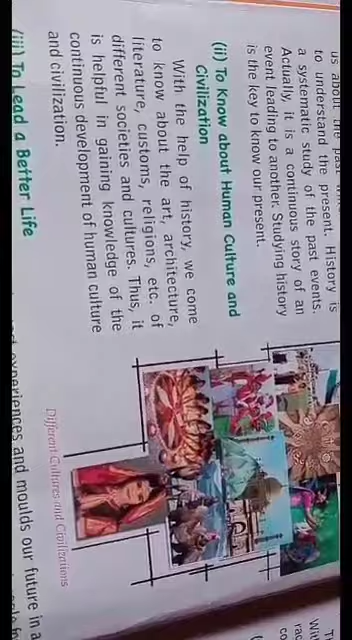 us about the past
to understand the present. History is
a systematic study of the past events.
Actually, it is a continuous story of an
event leading to another. Studying history
is the key to know our present.
(ii) To Know about Human Culture and
Civilization
With the help of history, we come
to know about the art, architecture,
literature, customs, religions, etc. of
different societies and cultures. Thus, it
is helpful in gaining knowledge of the
continuous development of human culture
and civilization.
Different Cultures and Civilizations
(iii) To Lead a Better Life
experiences and moulds our future in a